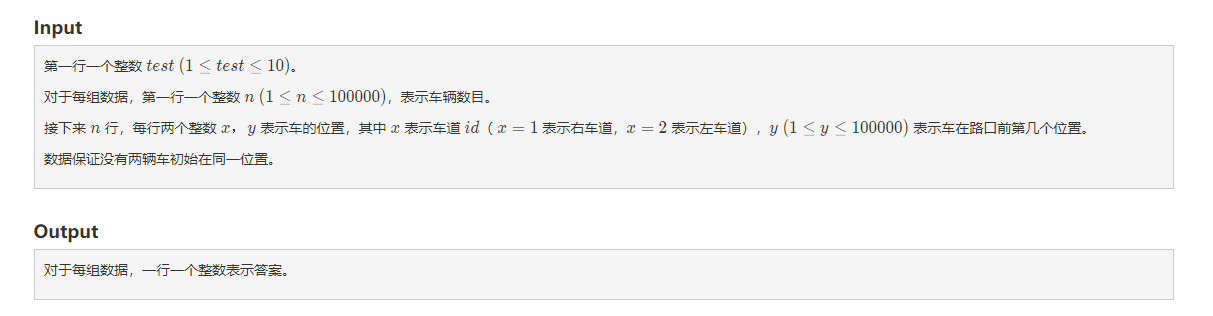 Input
第一行一个整数 test (1 ≤ test ≤ 10)。
对于每组数据，第一行一个整数 n (1 ≤ n ≤ 100000)，表示车辆数目。
接下来 n 行，每行两个整数 x，y 表示车的位置，其中 x 表示车道 id（ x = 1 表示右车道，x = 2 表示左车道），y (1 ≤ y ≤ 100000) 表示车在路口前第几个位置。
数据保证没有两辆车初始在同一位置。
Output
对于每组数据，一行一个整数表示答案。